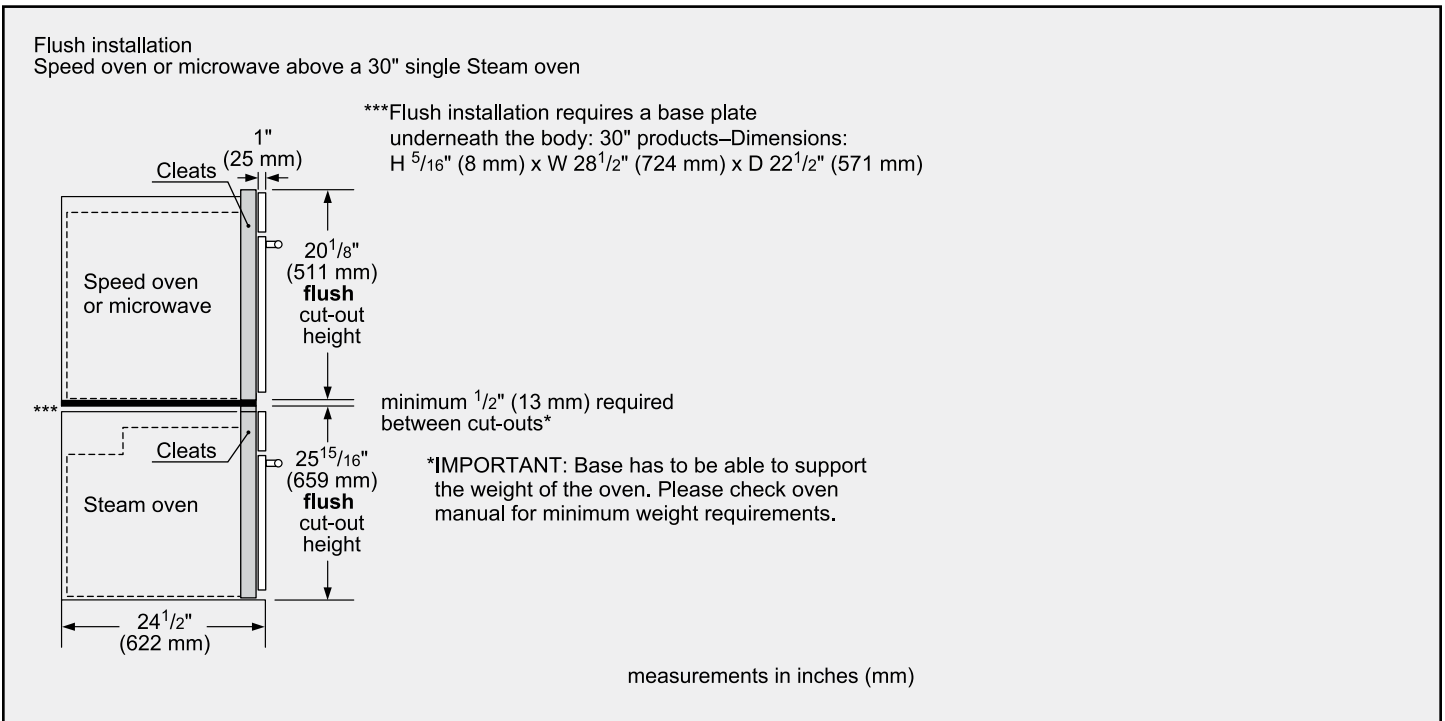 Flush installation
Speed oven or microwave above a 30" single Steam oven
***Flush installation requires a base plate
underneath the body: 30" products–Dimensions:
H 5/16" (8 mm) x W 28 1/2" (724 mm) x D 22 1/2" (571 mm)
1"
(25 mm)
Cleats
20 1/8"
(511 mm)
flush
cut-out
height
Speed oven
or microwave
***
minimum 1/2" (13 mm) required
between cut-outs*
Cleats
25 15/16"
(659 mm)
flush
cut-out
height
*IMPORTANT: Base has to be able to support
the weight of the oven. Please check oven
manual for minimum weight requirements.
Steam oven
24 1/2"
(622 mm)
measurements in inches (mm)